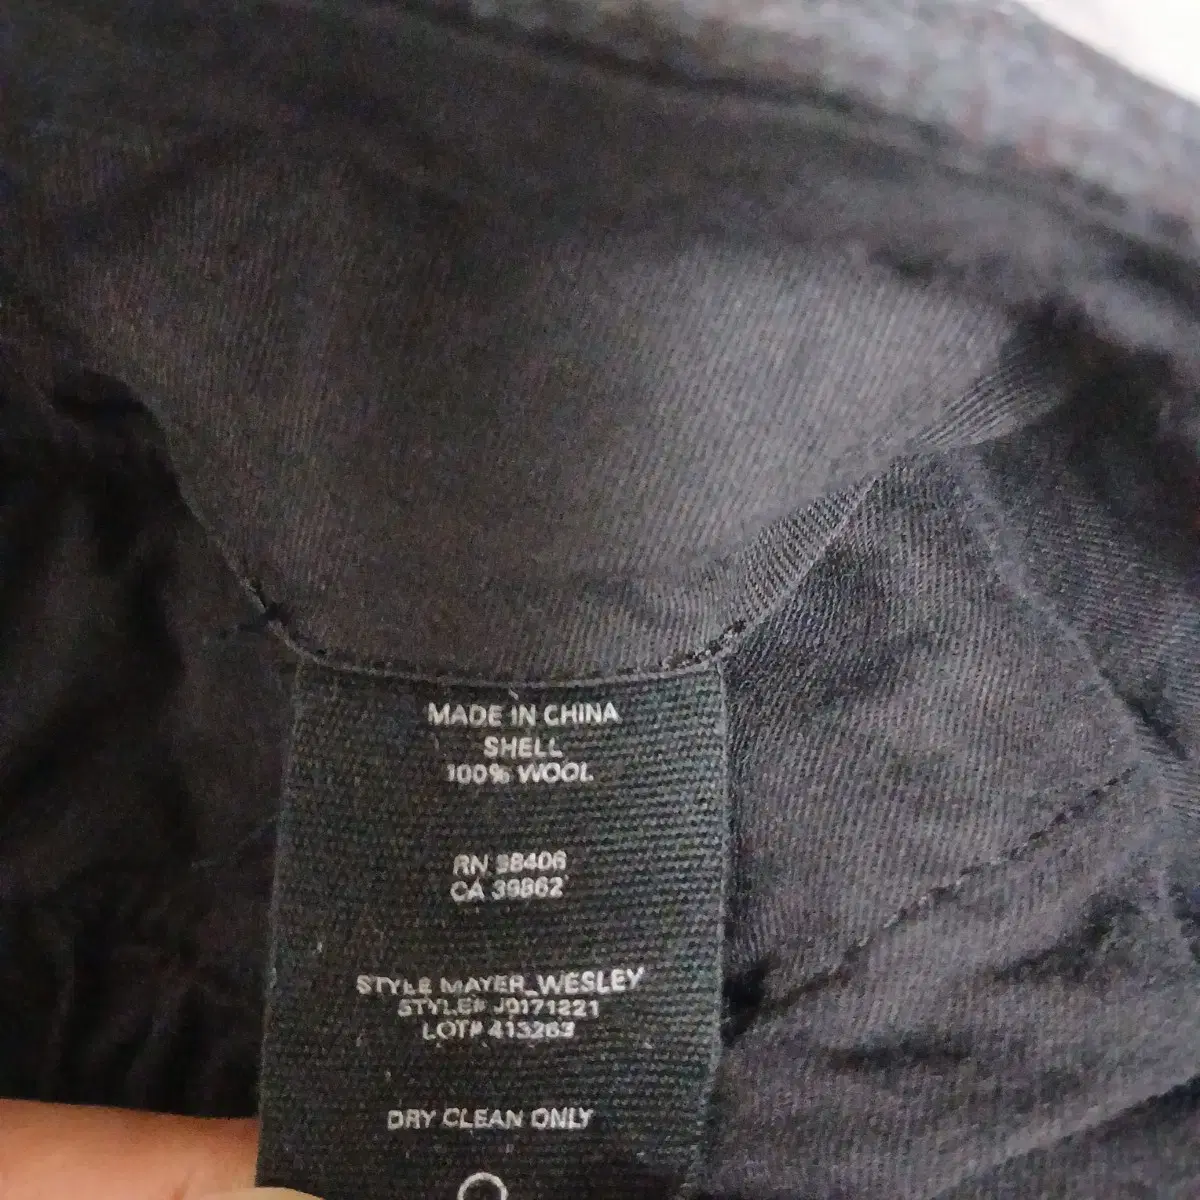 MADE IN CHINA
SHELL
100% WOOL
RN 98406
CA 39862
STYLE MAYER_WESLEY
STYLE# J0171221
LOT# 413263
DRY CLEAN ONLY